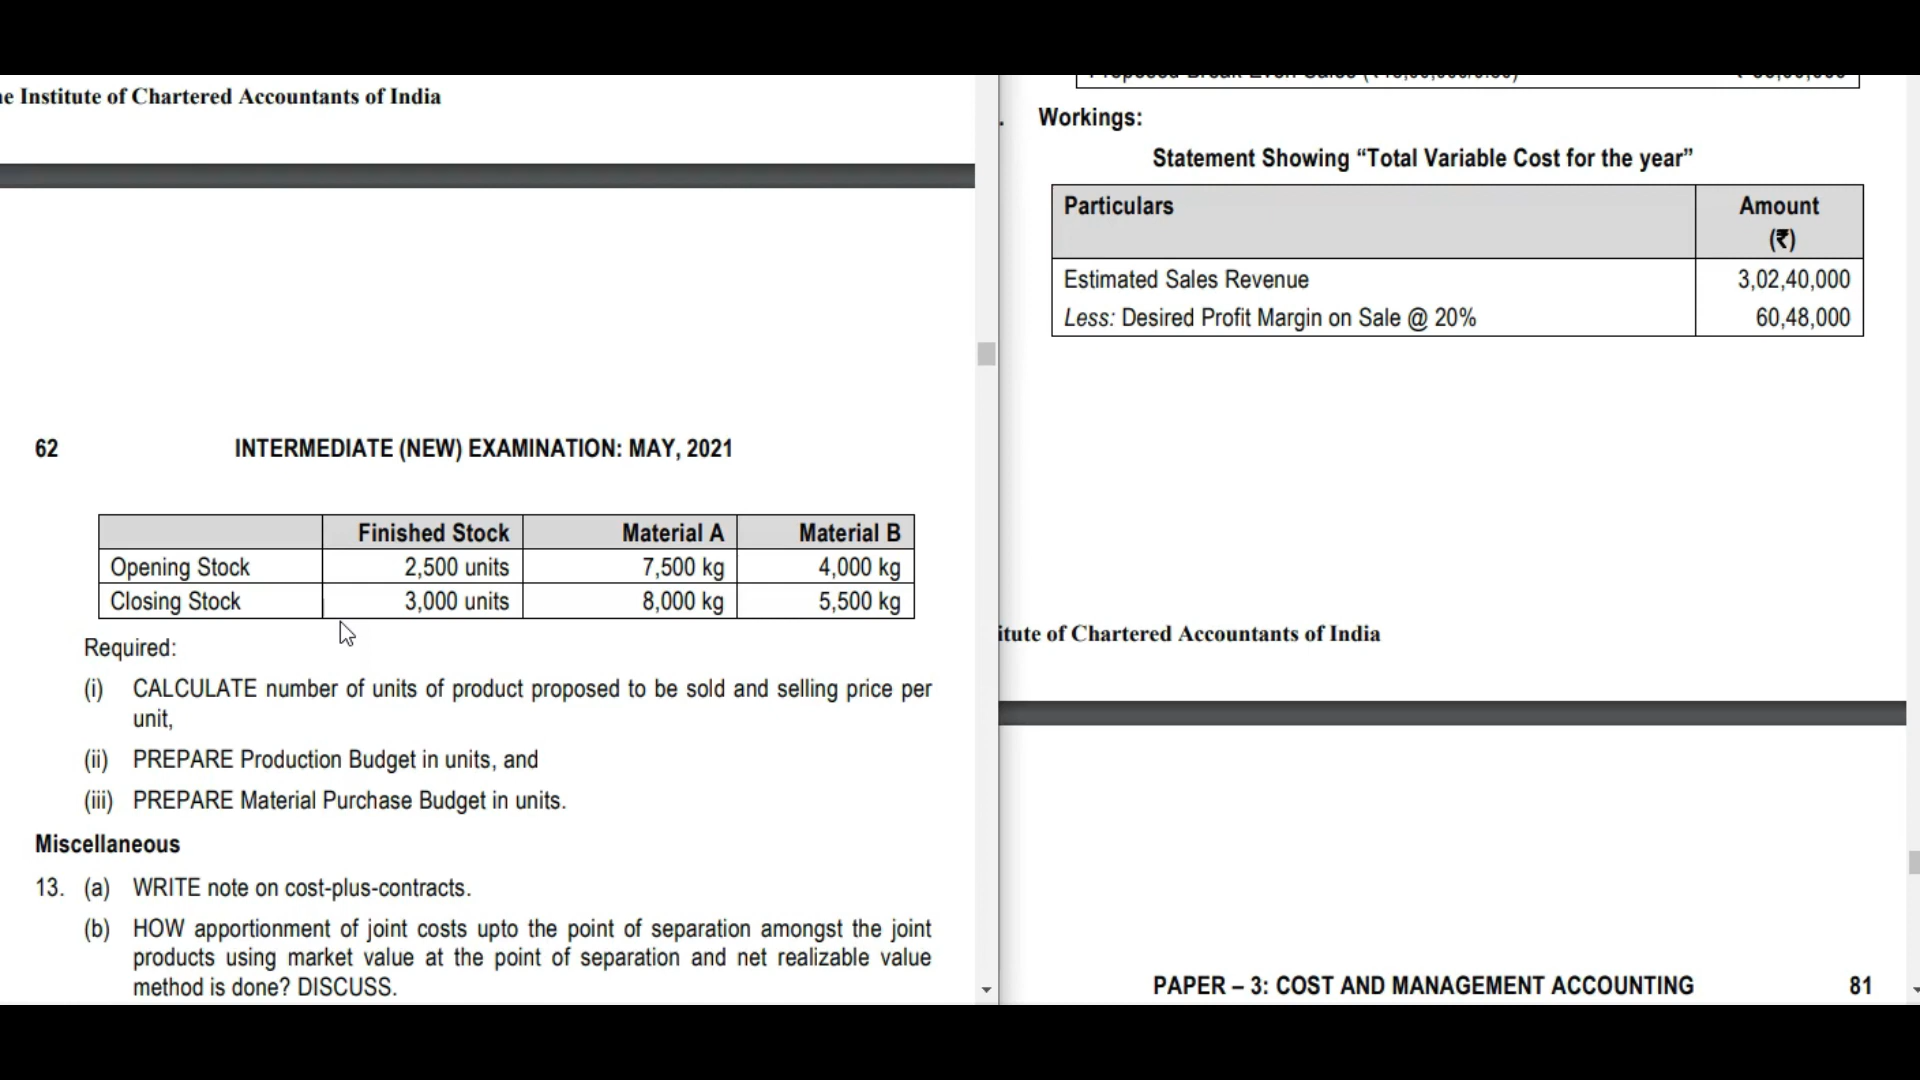 e Institute of Chartered Accountants of India
62 INTERMEDIATE (NEW) EXAMINATION: MAY, 2021
Finished Stock Material A Material B
Opening Stock 2,500 units 7,500 kg 4,000 kg
Closing Stock 3,000 units 8,000 kg 5,500 kg
Required:
(i) CALCULATE number of units of product proposed to be sold and selling price per
unit,
(ii) PREPARE Production Budget in units, and
(iii) PREPARE Material Purchase Budget in units.
Miscellaneous
13. (a) WRITE note on cost-plus-contracts.
(b) HOW apportionment of joint costs upto the point of separation amongst the joint
products using market value at the point of separation and net realizable value
method is done? DISCUSS.
. Workings:
Statement Showing “Total Variable Cost for the year”
Particulars Amount
(₹)
Estimated Sales Revenue 3,02,40,000
Less: Desired Profit Margin on Sale @ 20% 60,48,000
itute of Chartered Accountants of India
PAPER – 3: COST AND MANAGEMENT ACCOUNTING 81